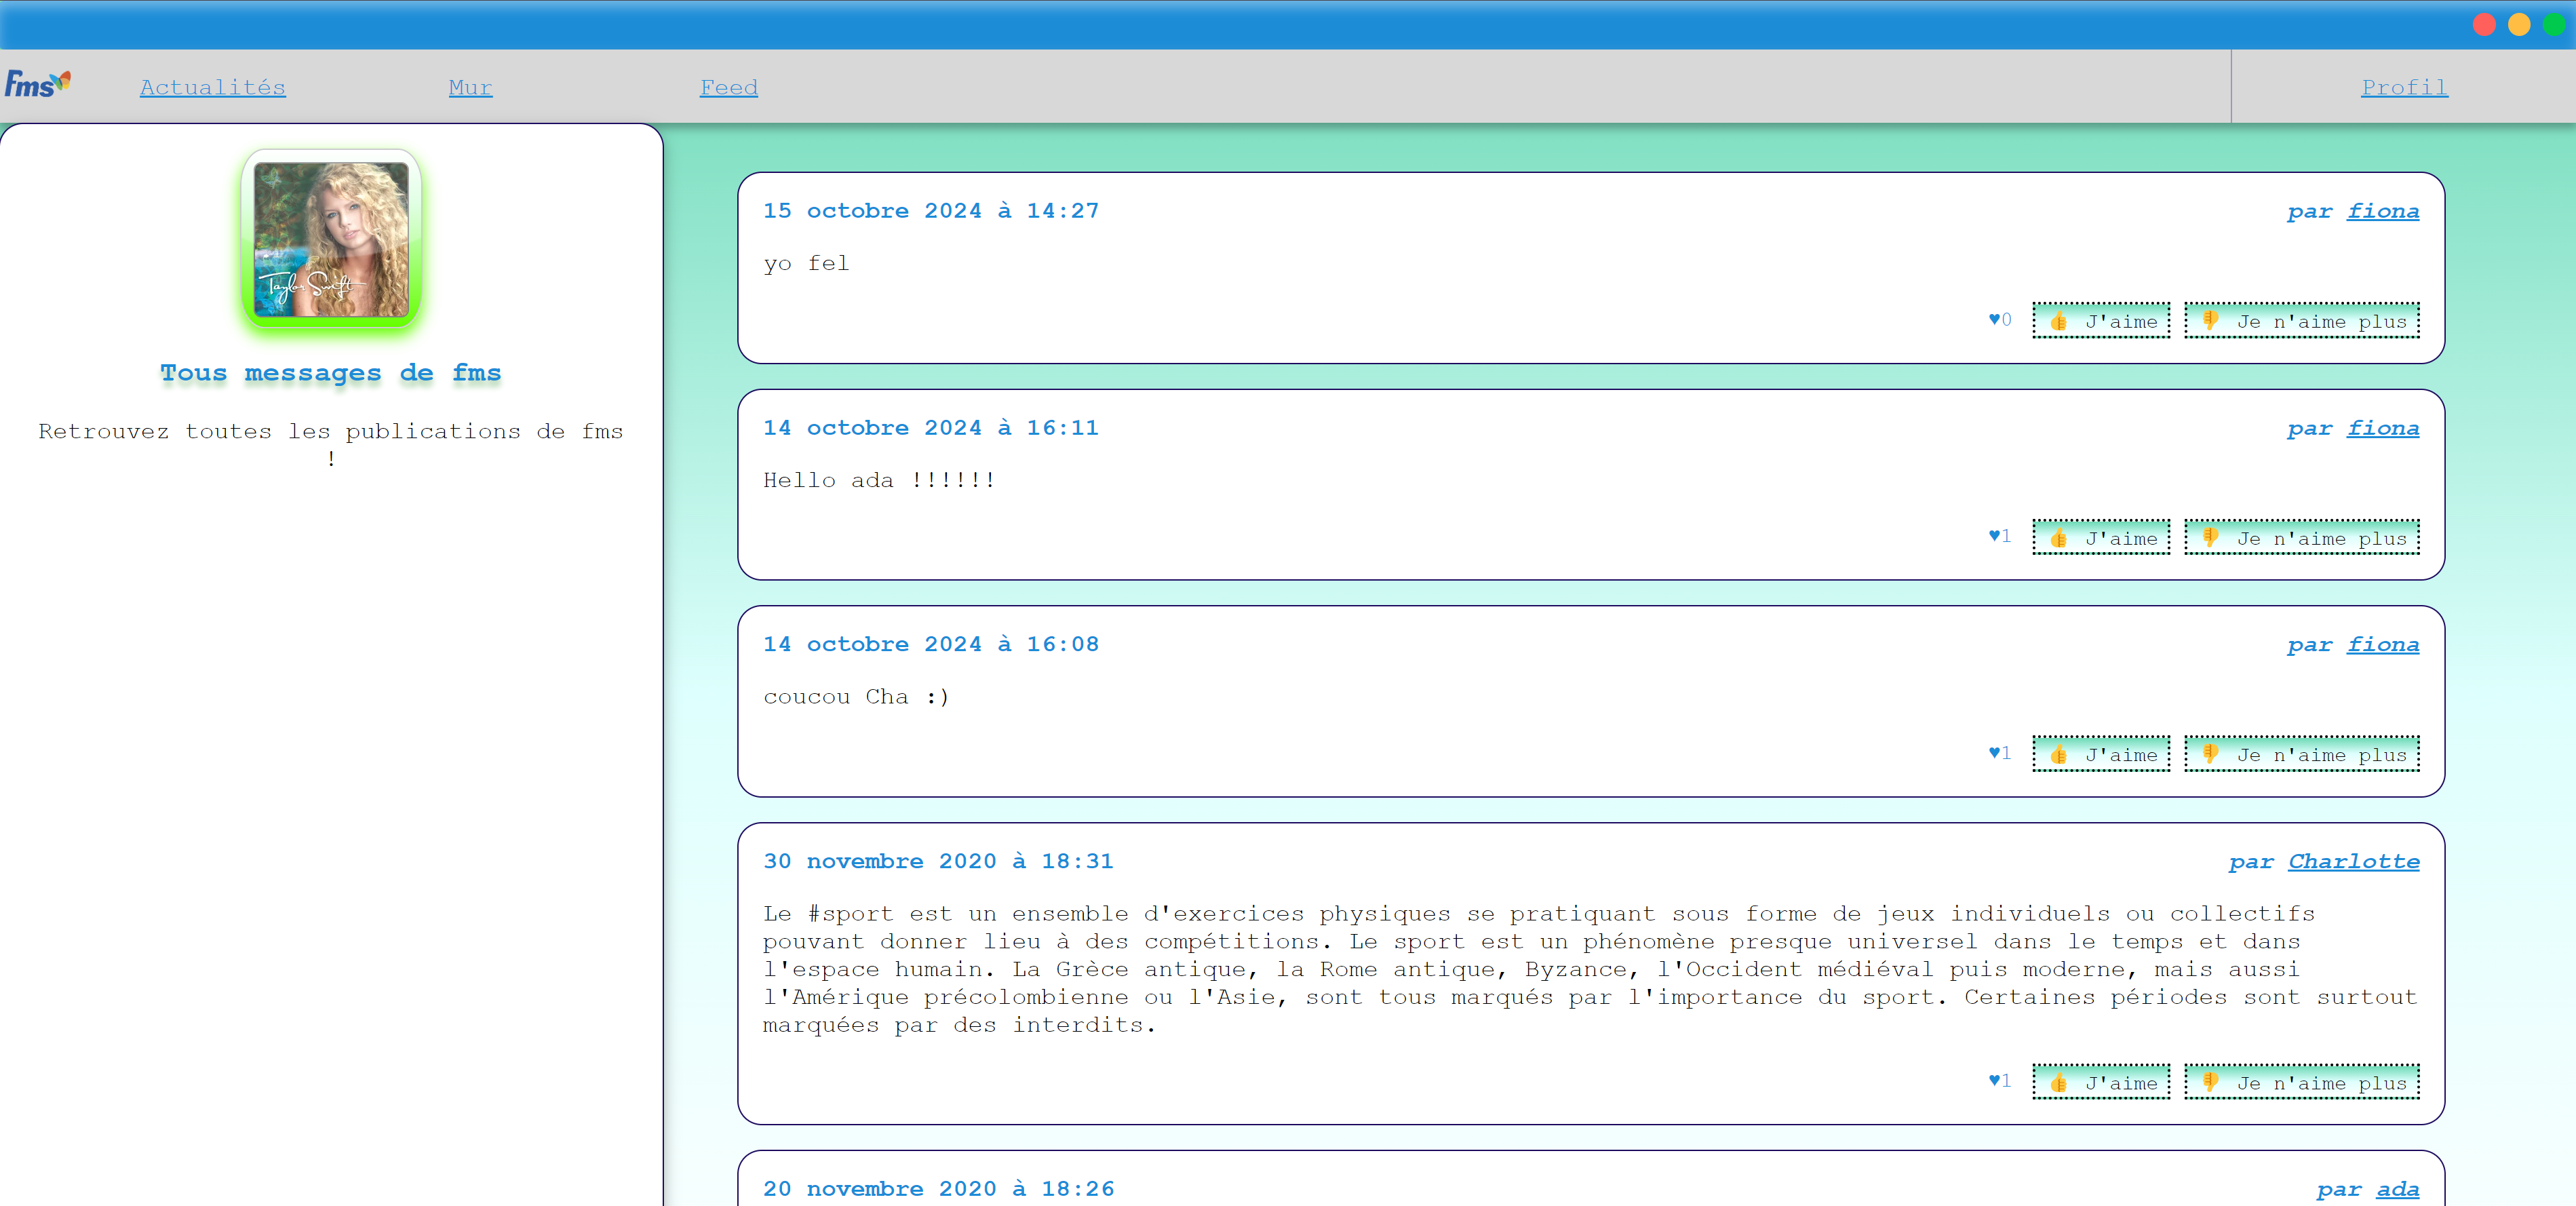 Fms
Actualités
Mur
Feed
Profil
Taylor Swift
Tous messages de fms
Retrouvez toutes les publications de fms
!
15 octobre 2024 à 14:27
par fiona
yo fel
♥0
👍 J'aime
👎 Je n'aime plus
14 octobre 2024 à 16:11
par fiona
Hello ada !!!!!!
♥1
👍 J'aime
👎 Je n'aime plus
14 octobre 2024 à 16:08
par fiona
coucou Cha :)
♥1
👍 J'aime
👎 Je n'aime plus
30 novembre 2020 à 18:31
par Charlotte
Le #sport est un ensemble d'exercices physiques se pratiquant sous forme de jeux individuels ou collectifs
pouvant donner lieu à des compétitions. Le sport est un phénomène presque universel dans le temps et dans
l'espace humain. La Grèce antique, la Rome antique, Byzance, l'Occident médiéval puis moderne, mais aussi
l'Amérique précolombienne ou l'Asie, sont tous marqués par l'importance du sport. Certaines périodes sont surtout
marquées par des interdits.
♥1
👍 J'aime
👎 Je n'aime plus
20 novembre 2020 à 18:26
par ada